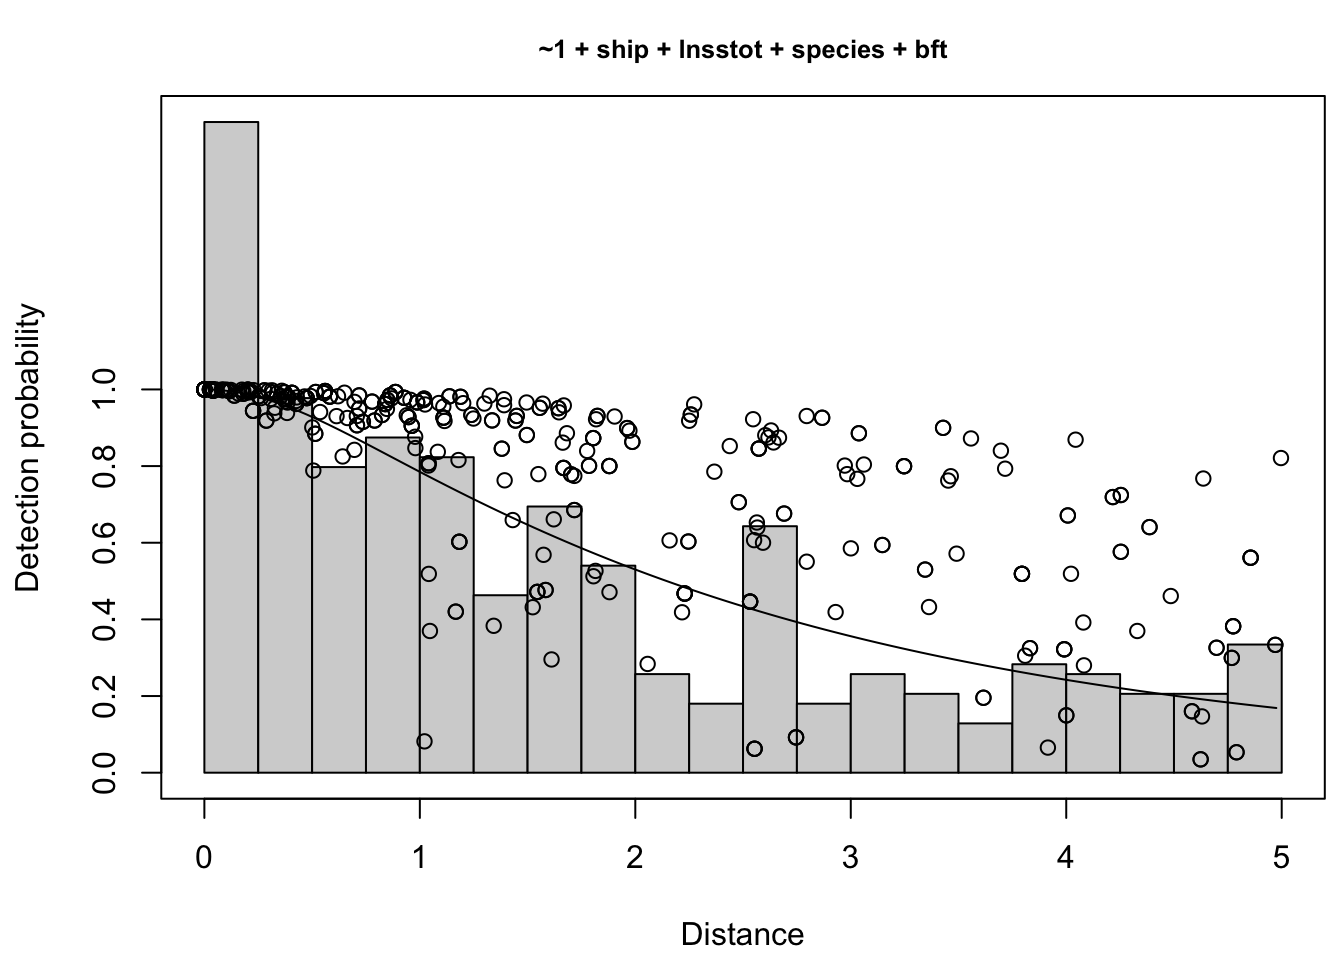 ~1 + ship + lnsstot + species + bft
Detection probability
1.0
0.8
0.6
0.4
0.2
0.0
0 1 2 3 4 5
Distance